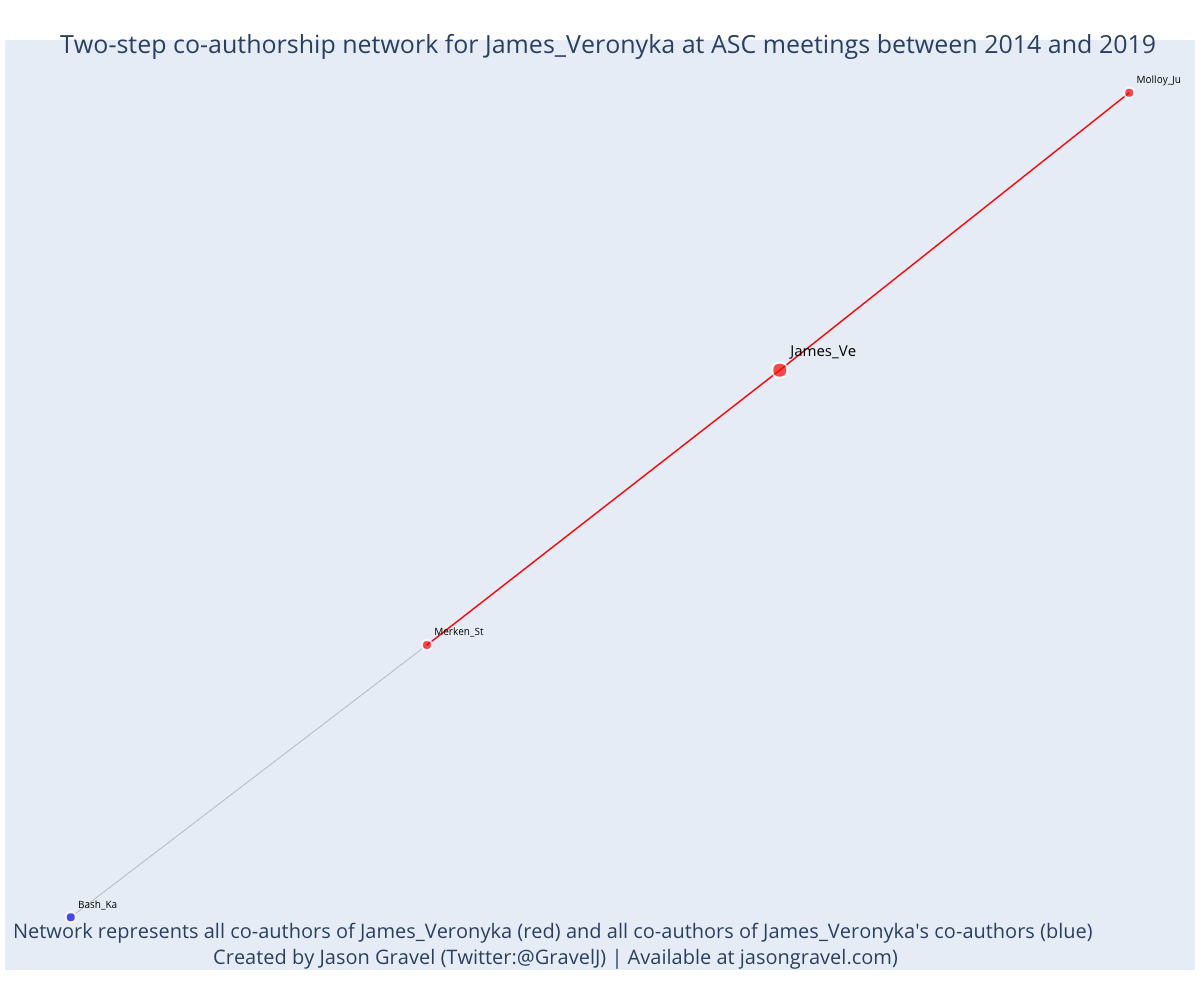 Two-step co-authorship network for James_Veronyka at ASC meetings between 2014 and 2019
Molloy_Ju
James_Ve
Merken_St
Bash_Ka
Network represents all co-authors of James_Veronyka (red) and all co-authors of James_Veronyka's co-authors (blue)
Created by Jason Gravel (Twitter:@GravelJ) | Available at jasongravel.com)